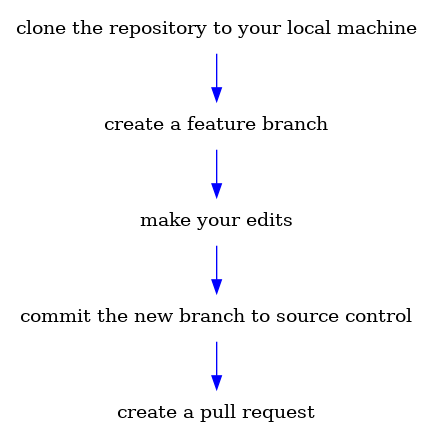 clone the repository to your local machine
create a feature branch
make your edits
commit the new branch to source control
create a pull request